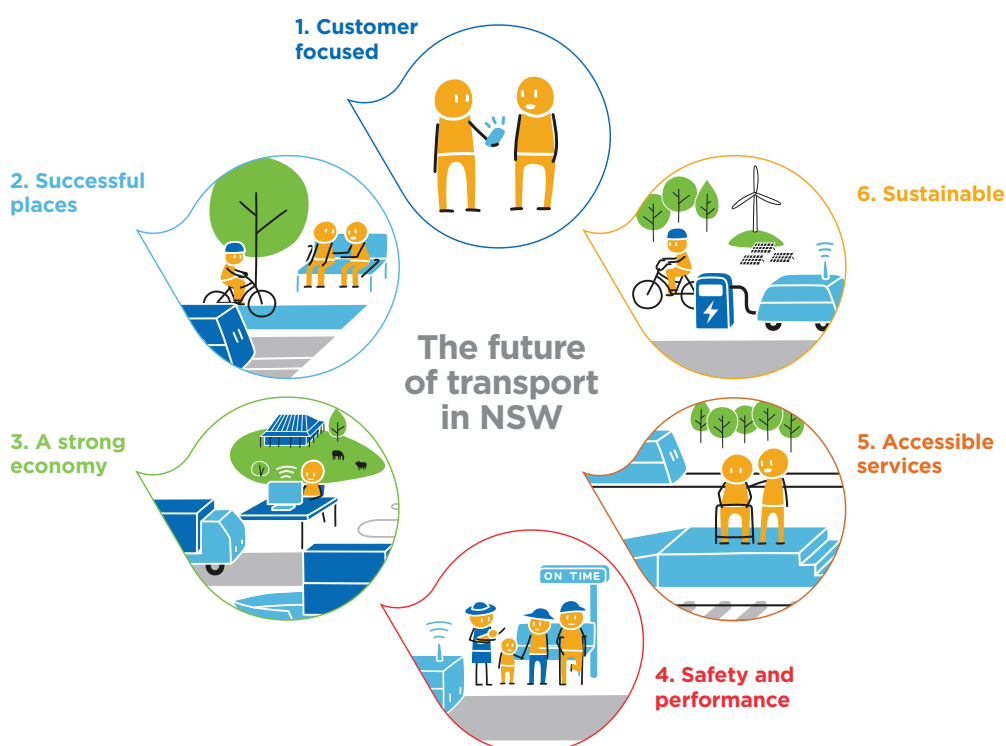 1. Customer
focused
2. Successful
places
6. Sustainable
The future
of transport
in NSW
3. A strong
economy
5. Accessible
services
ON TIME
4. Safety and
performance